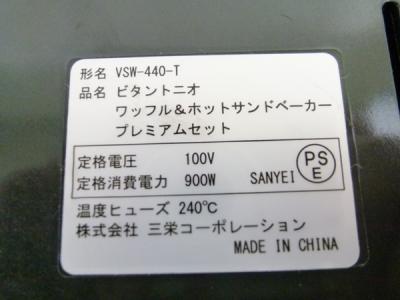 形名 VSW-440-T
品名 ビタントニオ
ワッフル&ホットサンドベーカー
プレミアムセット
定格電圧 100V
定格消費電力 900W SANYEI PSE
温度ヒューズ 240℃
株式会社 三栄コーポレーション
MADE IN CHINA